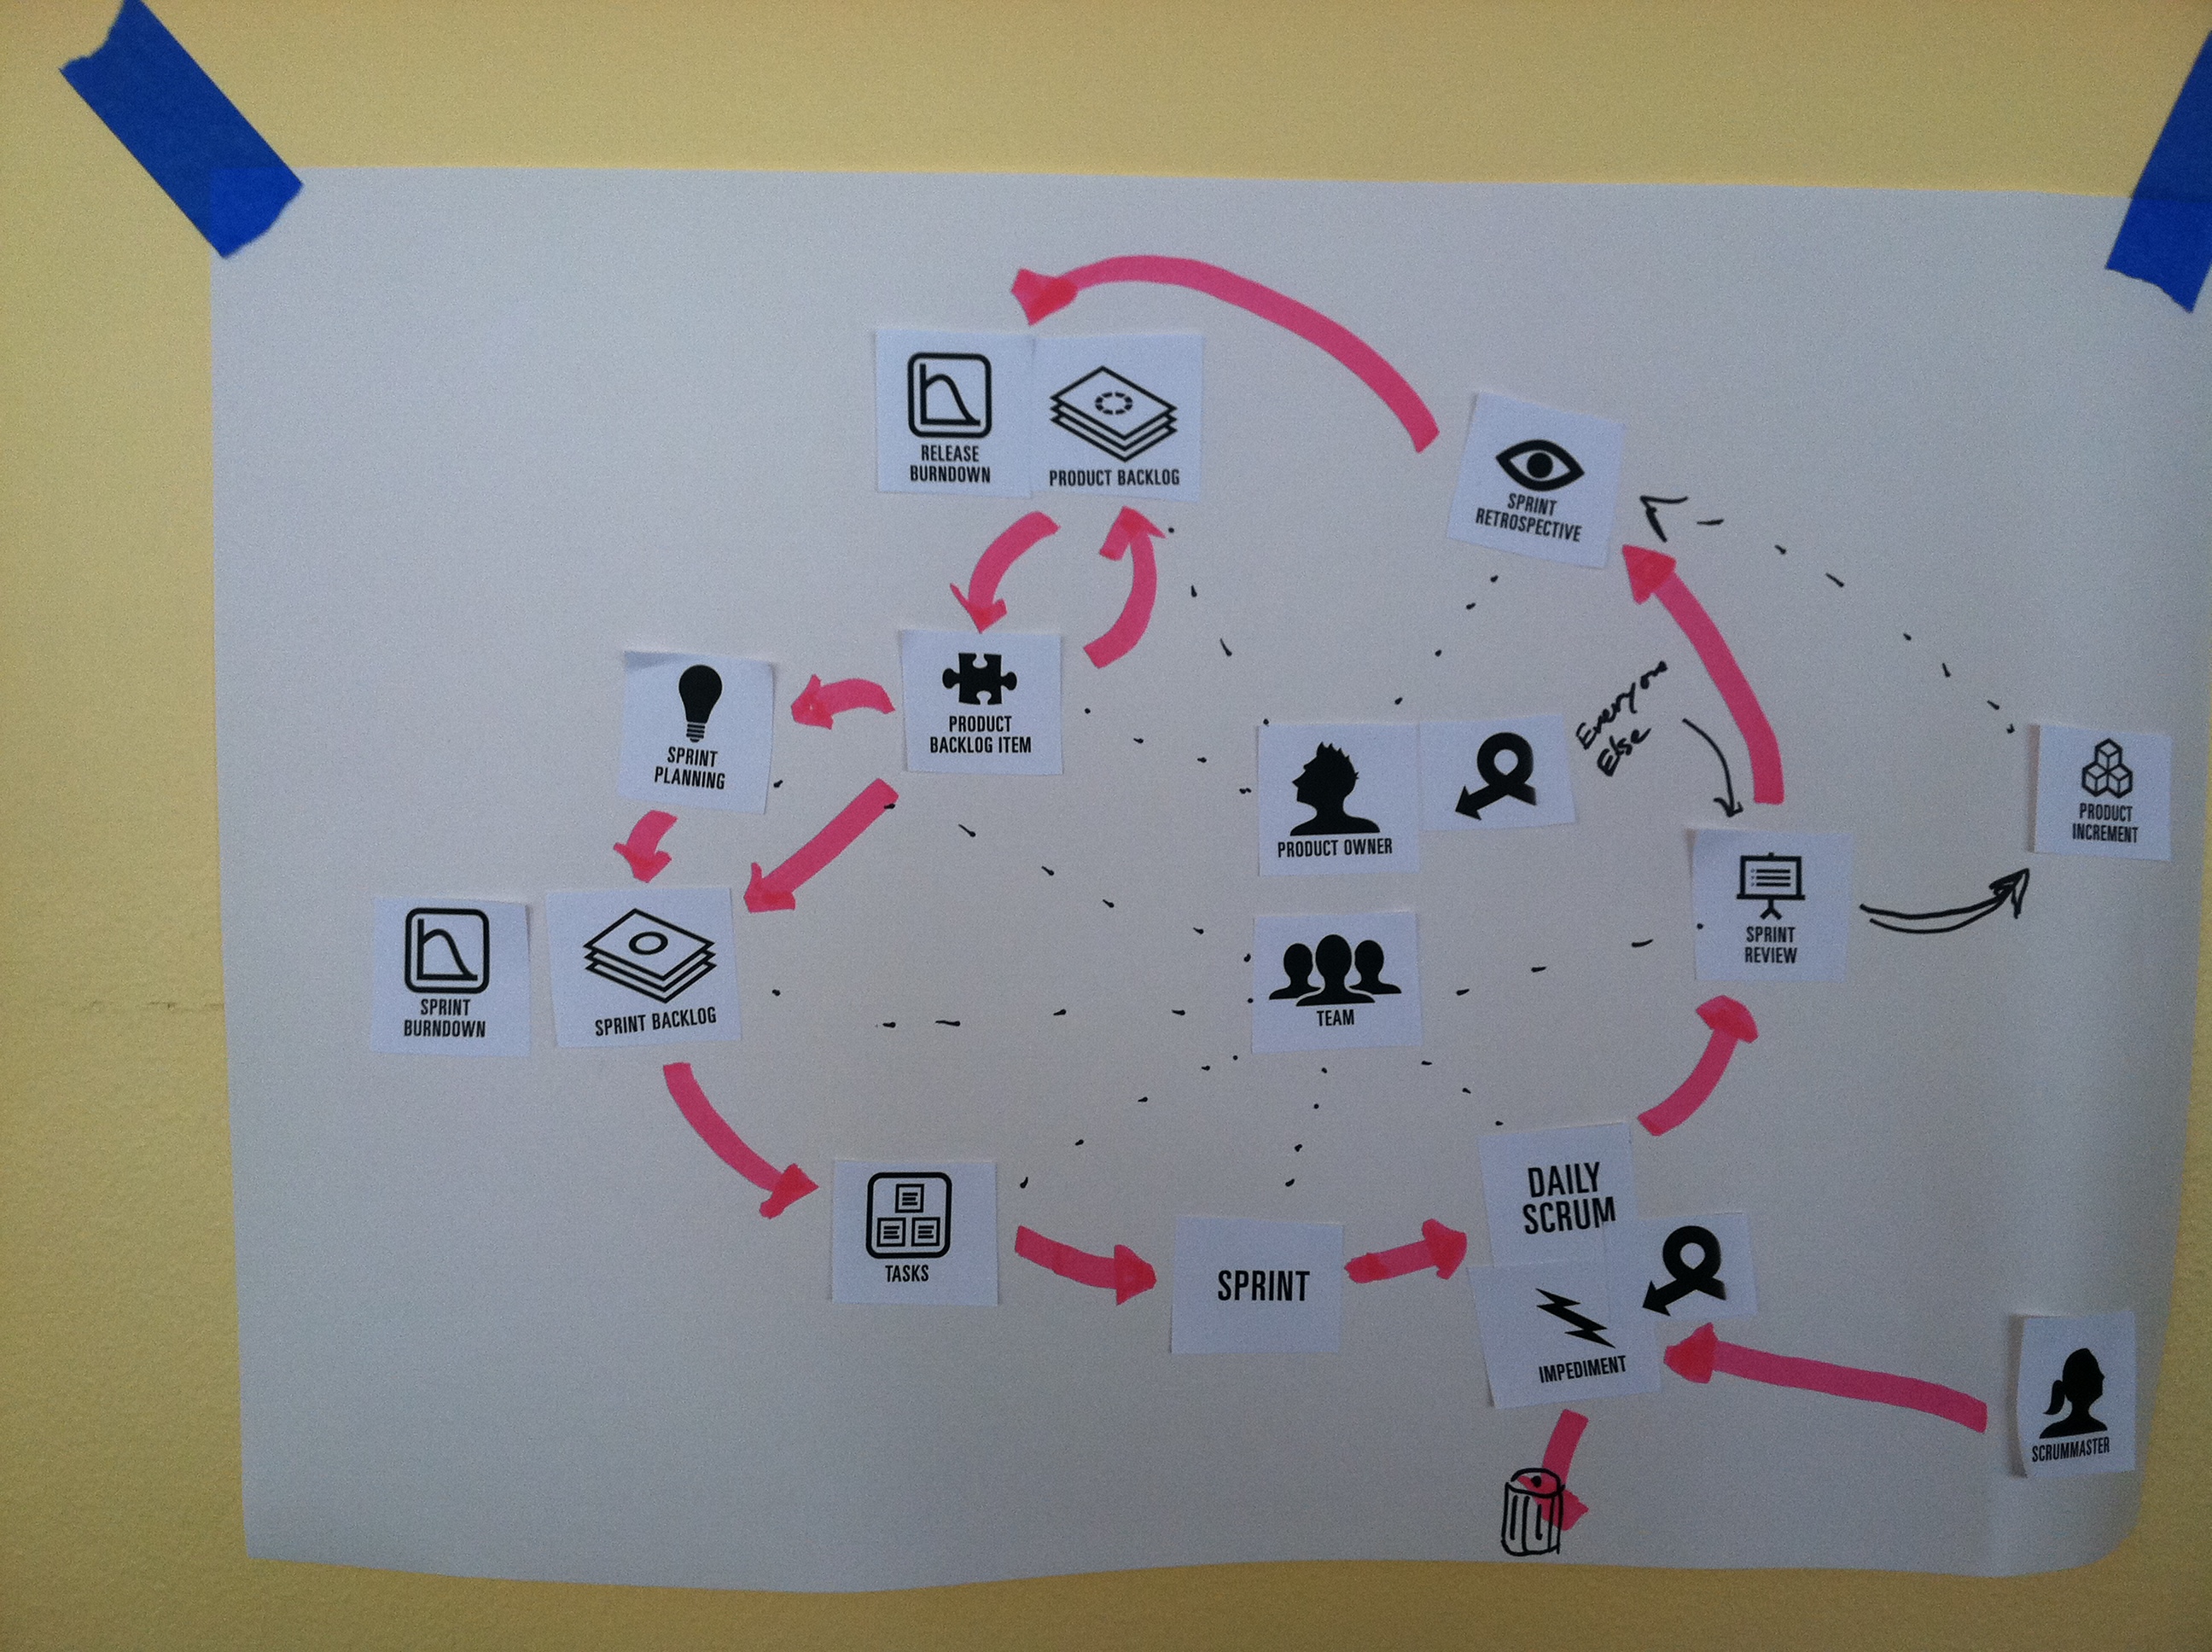 RELEASE
BURNDOWN
PRODUCT BACKLOG
SPRINT
RETROSPECTIVE
PRODUCT
BACKLOG ITEM
SPRINT
PLANNING
Everyone
Else
PRODUCT OWNER
PRODUCT
INCREMENT
SPRINT
REVIEW
SPRINT
BURNDOWN
SPRINT BACKLOG
TEAM
DAILY
SCRUM
TASKS
SPRINT
IMPEDIMENT
SCRUMMASTER